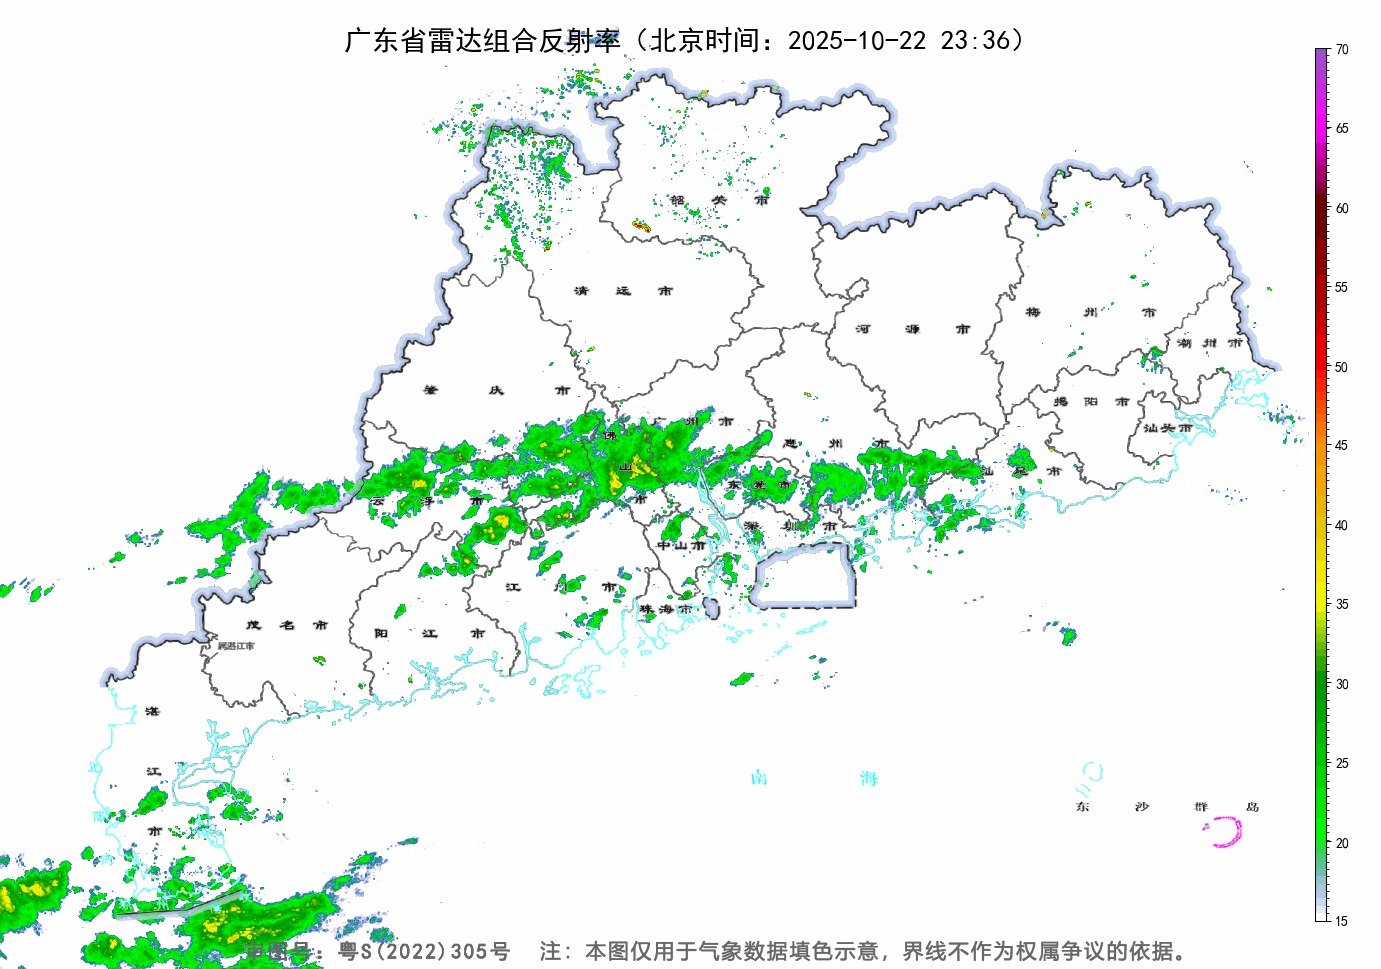 广东省雷达组合反射率（北京时间：2025-10-22 23:36）
70
65
60
55
50
45
40
35
30
25
20
15
韶关市
清远市
河源市
梅州市
潮州市
肇庆市
广州市
佛山市
惠州市
揭阳市
汕头市
汕尾市
云浮市
东莞市
深圳市
中山市
江门市
珠海市
茂名市
阳江市
属湛江市
湛江市
南海
东沙群岛
审图号：粤S(2022)305号 注：本图仅用于气象数据填色示意，界线不作为权属争议的依据。